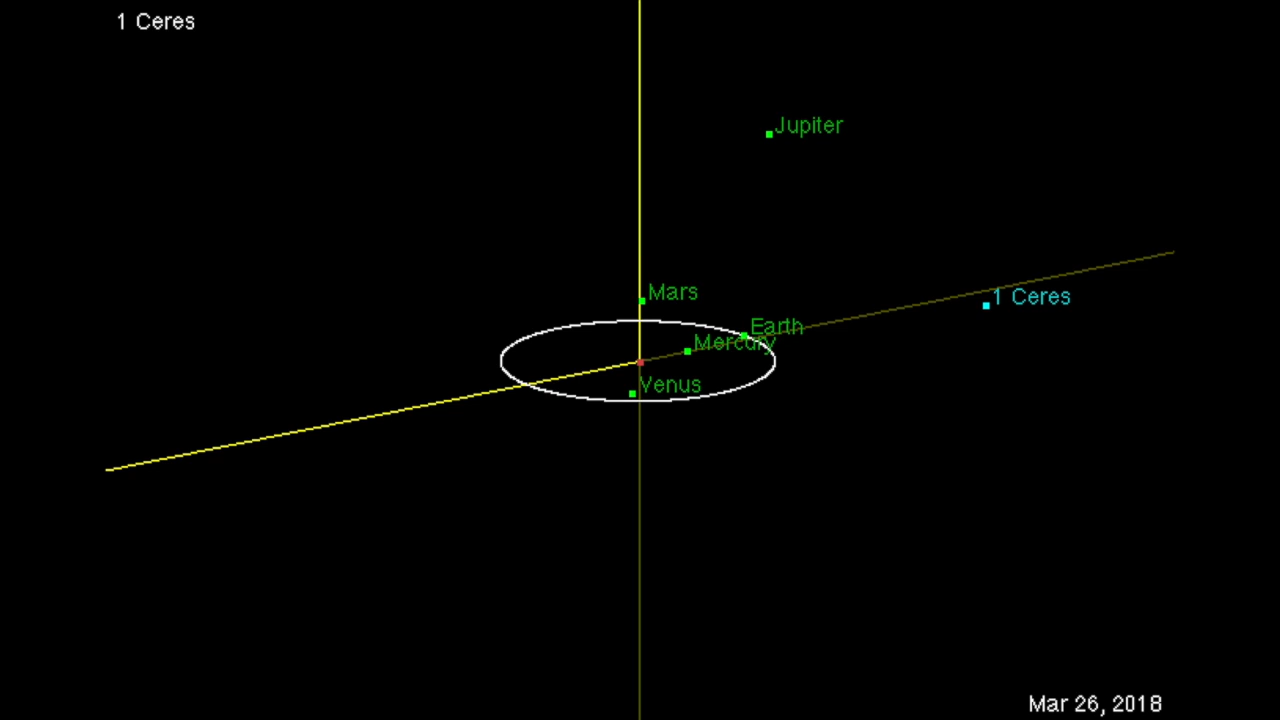 1 Ceres
Jupiter
Mars
1 Ceres
Earth
Mercury
Venus
Mar 26, 2018